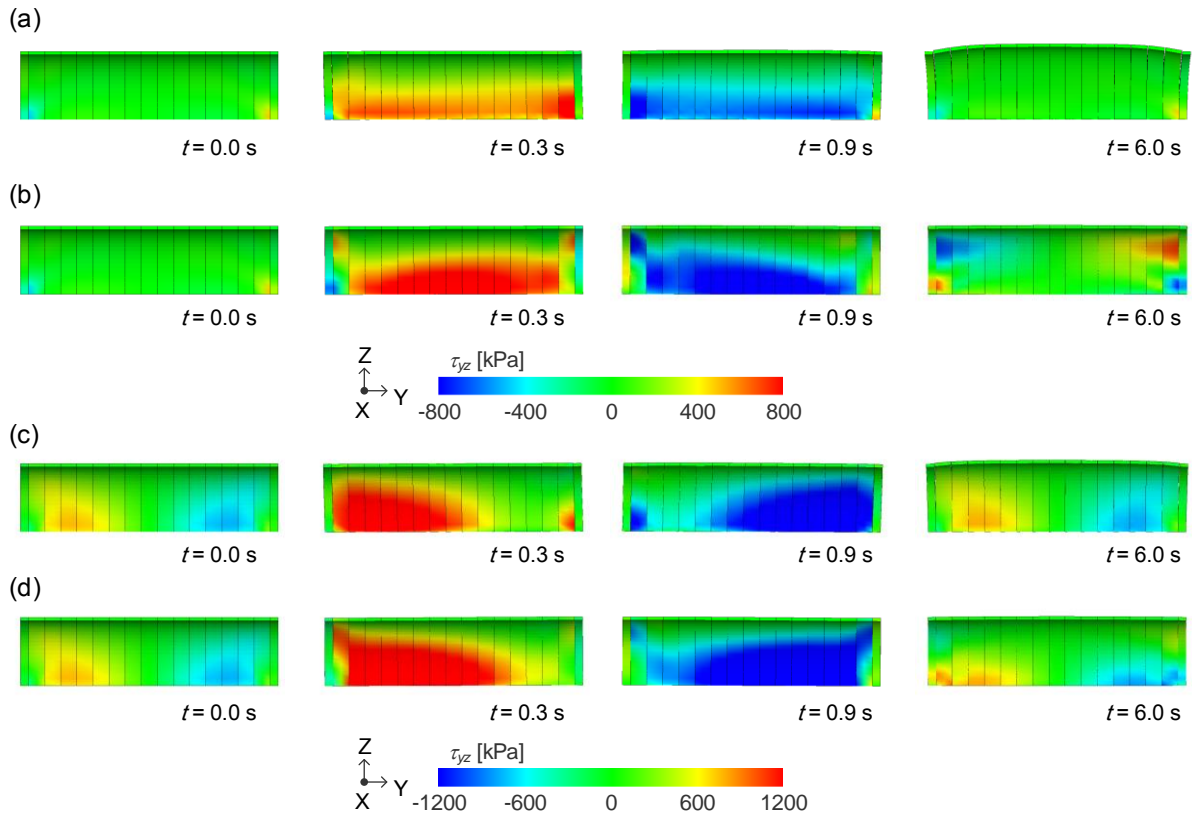 (a)
t = 0.0 s t = 0.3 s t = 0.9 s t = 6.0 s
(b)
t = 0.0 s t = 0.3 s t = 0.9 s t = 6.0 s
Z
X Y
τyz [kPa]
-800 -400 0 400 800
(c)
t = 0.0 s t = 0.3 s t = 0.9 s t = 6.0 s
(d)
t = 0.0 s t = 0.3 s t = 0.9 s t = 6.0 s
Z
X Y
τyz [kPa]
-1200 -600 0 600 1200